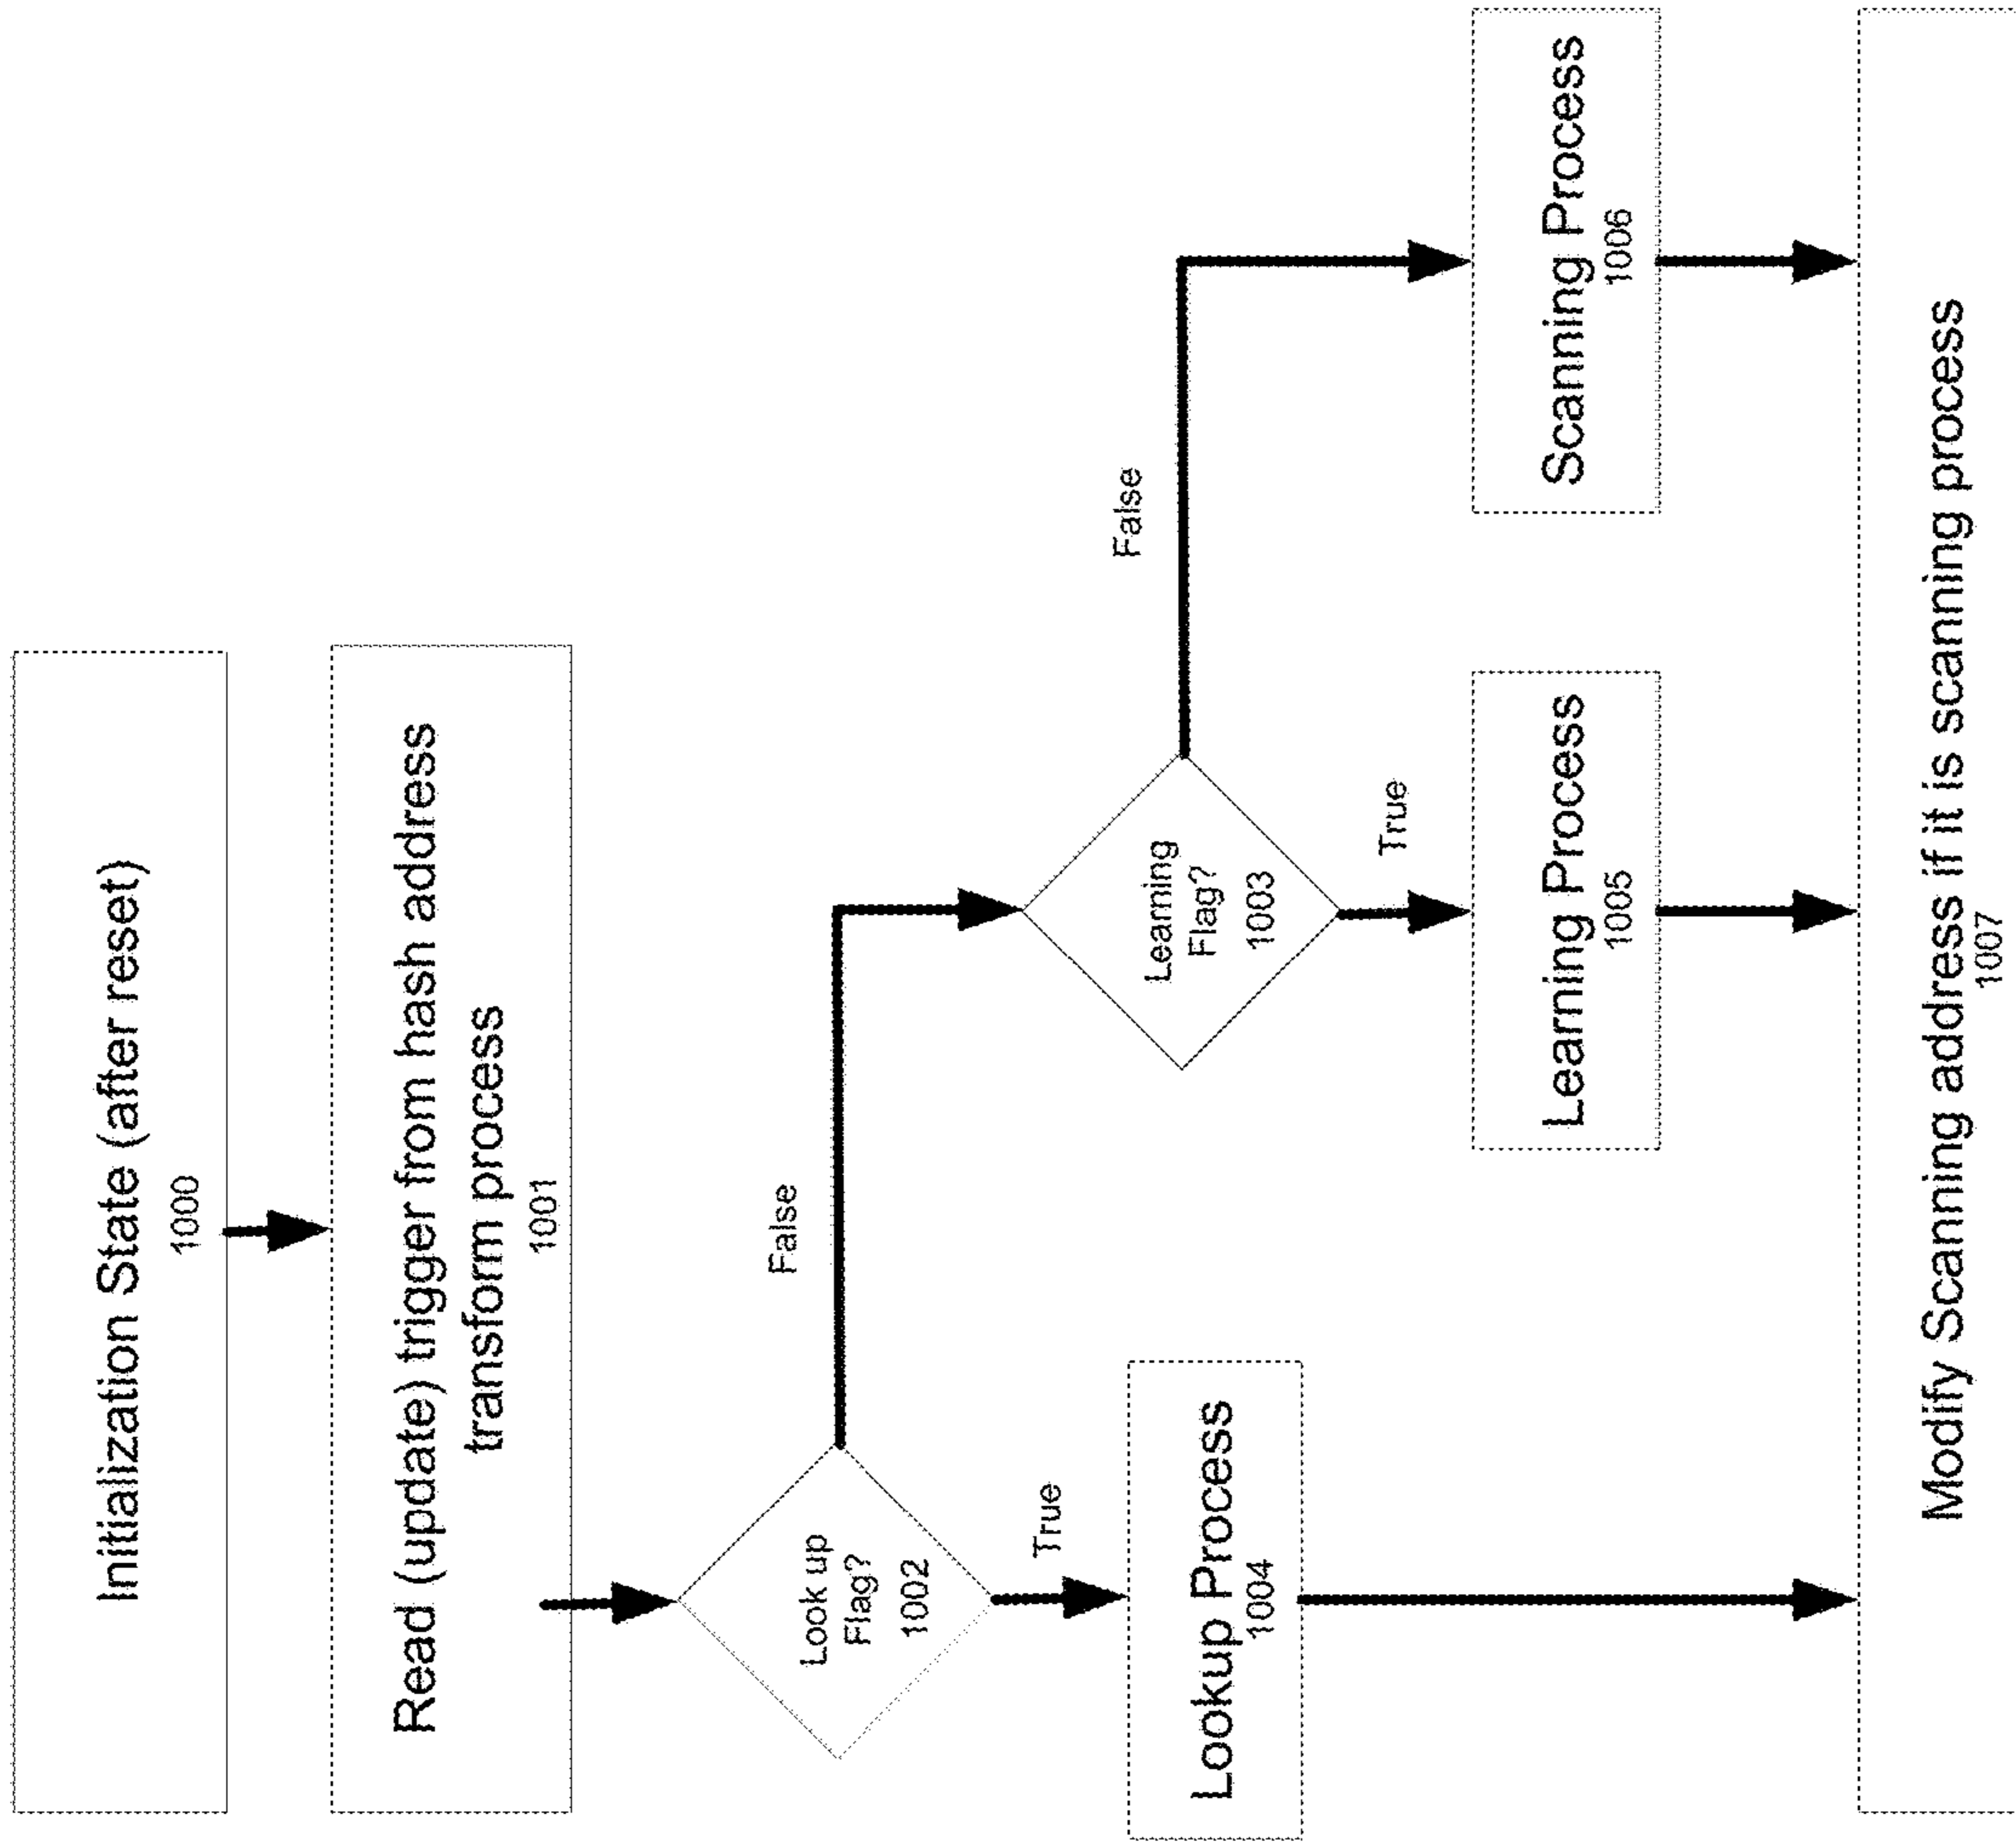 Initialization State (after reset)
1000
Read (update) trigger from hash address
transform process
1001
Look up
Flag?
1002
False
True
Learning
Flag?
1003
False
True
Lookup Process
1004
Learning Process
1005
Scanning Process
1006
Modify Scanning address if it is scanning process
1007